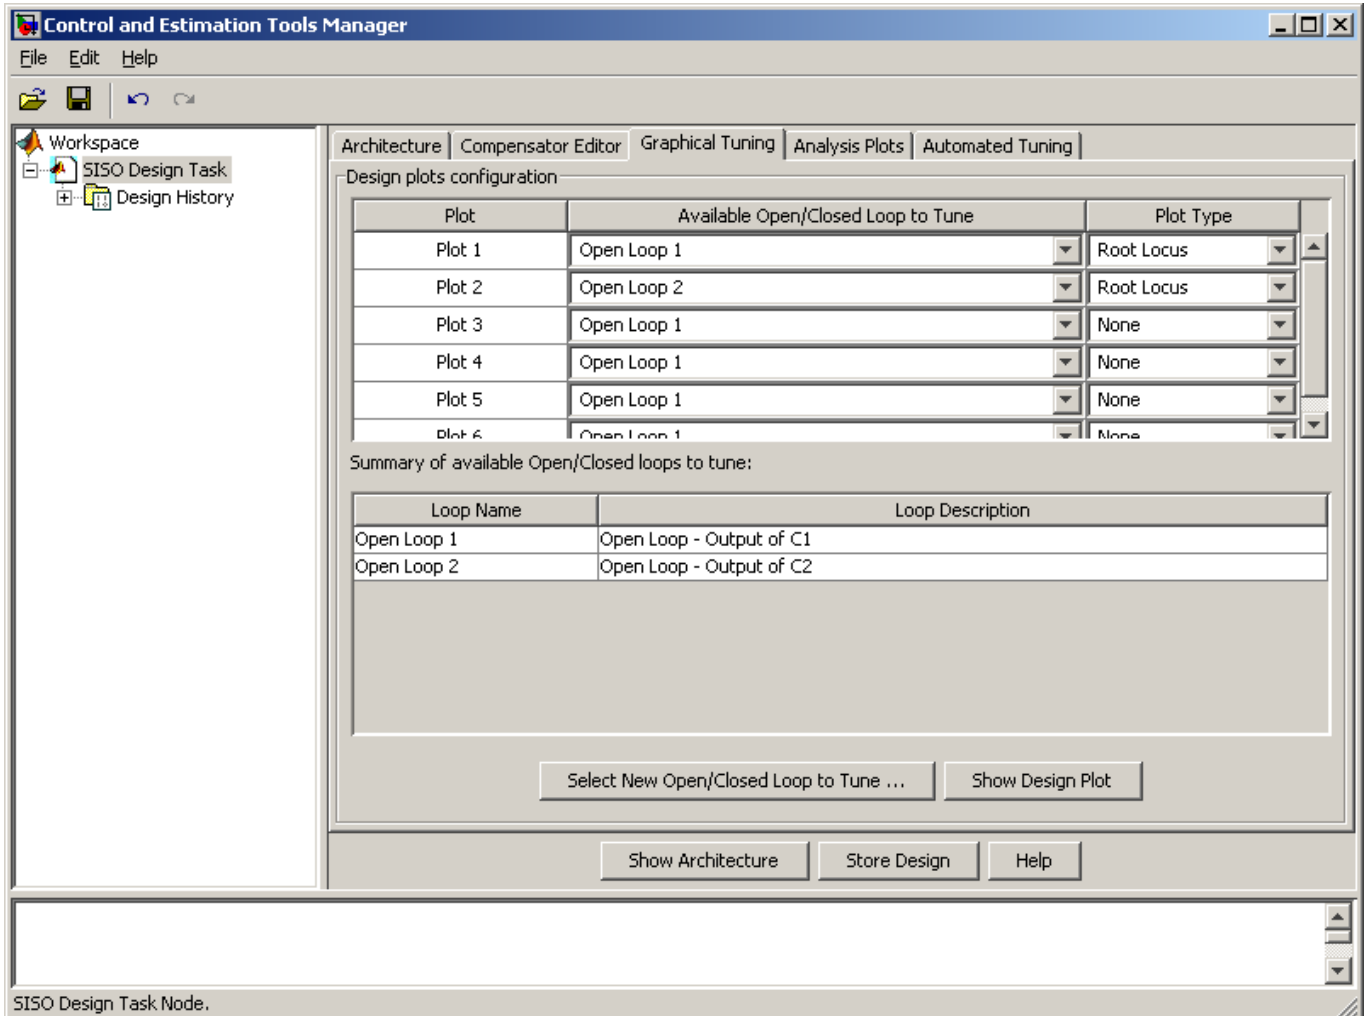 Control and Estimation Tools Manager
File Edit Help
Workspace
SISO Design Task
Design History
Architecture Compensator Editor Graphical Tuning Analysis Plots Automated Tuning
Design plots configuration
Plot Available Open/Closed Loop to Tune Plot Type
Plot 1 Open Loop 1 Root Locus
Plot 2 Open Loop 2 Root Locus
Plot 3 Open Loop 1 None
Plot 4 Open Loop 1 None
Plot 5 Open Loop 1 None
Plot 6 Open Loop 1 None
Summary of available Open/Closed loops to tune:
Loop Name Loop Description
Open Loop 1 Open Loop - Output of C1
Open Loop 2 Open Loop - Output of C2
Select New Open/Closed Loop to Tune ... Show Design Plot
Show Architecture Store Design Help
SISO Design Task Node.